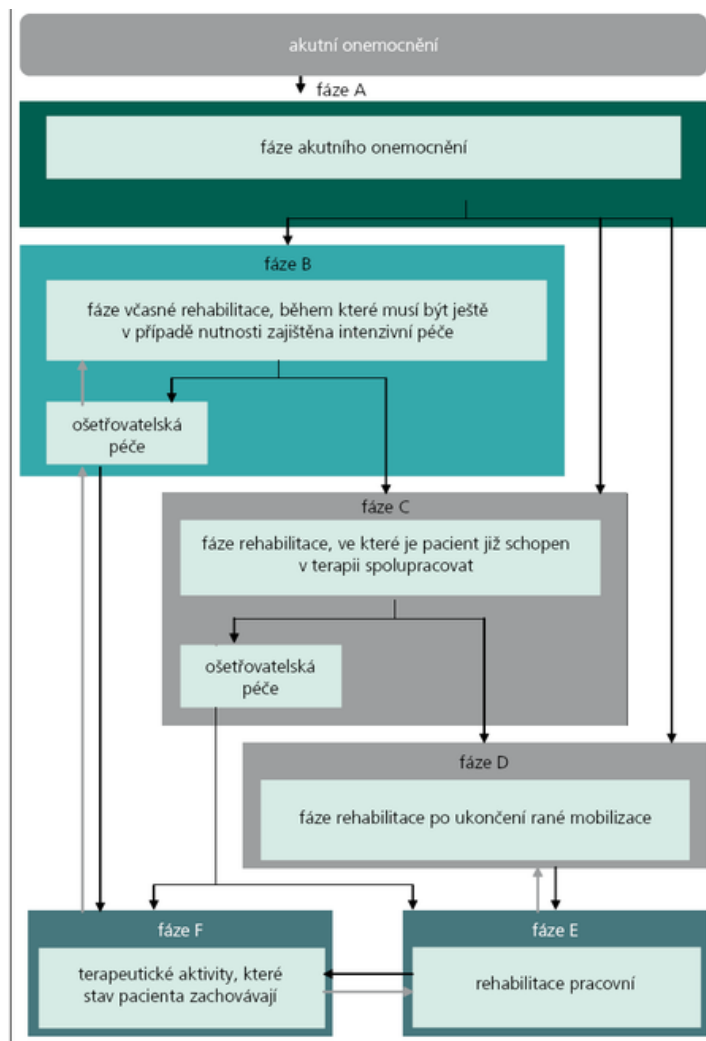 akutní onemocnění
fáze A
fáze akutního onemocnění
fáze B
fáze včasné rehabilitace, během které musí být ještě
v případě nutnosti zajištěna intenzivní péče
ošetřovatelská
péče
fáze C
fáze rehabilitace, ve které je pacient již schopen
v terapii spolupracovat
ošetřovatelská
péče
fáze D
fáze rehabilitace po ukončení rané mobilizace
fáze F
terapeutické aktivity, které
stav pacienta zachovávají
fáze E
rehabilitace pracovní